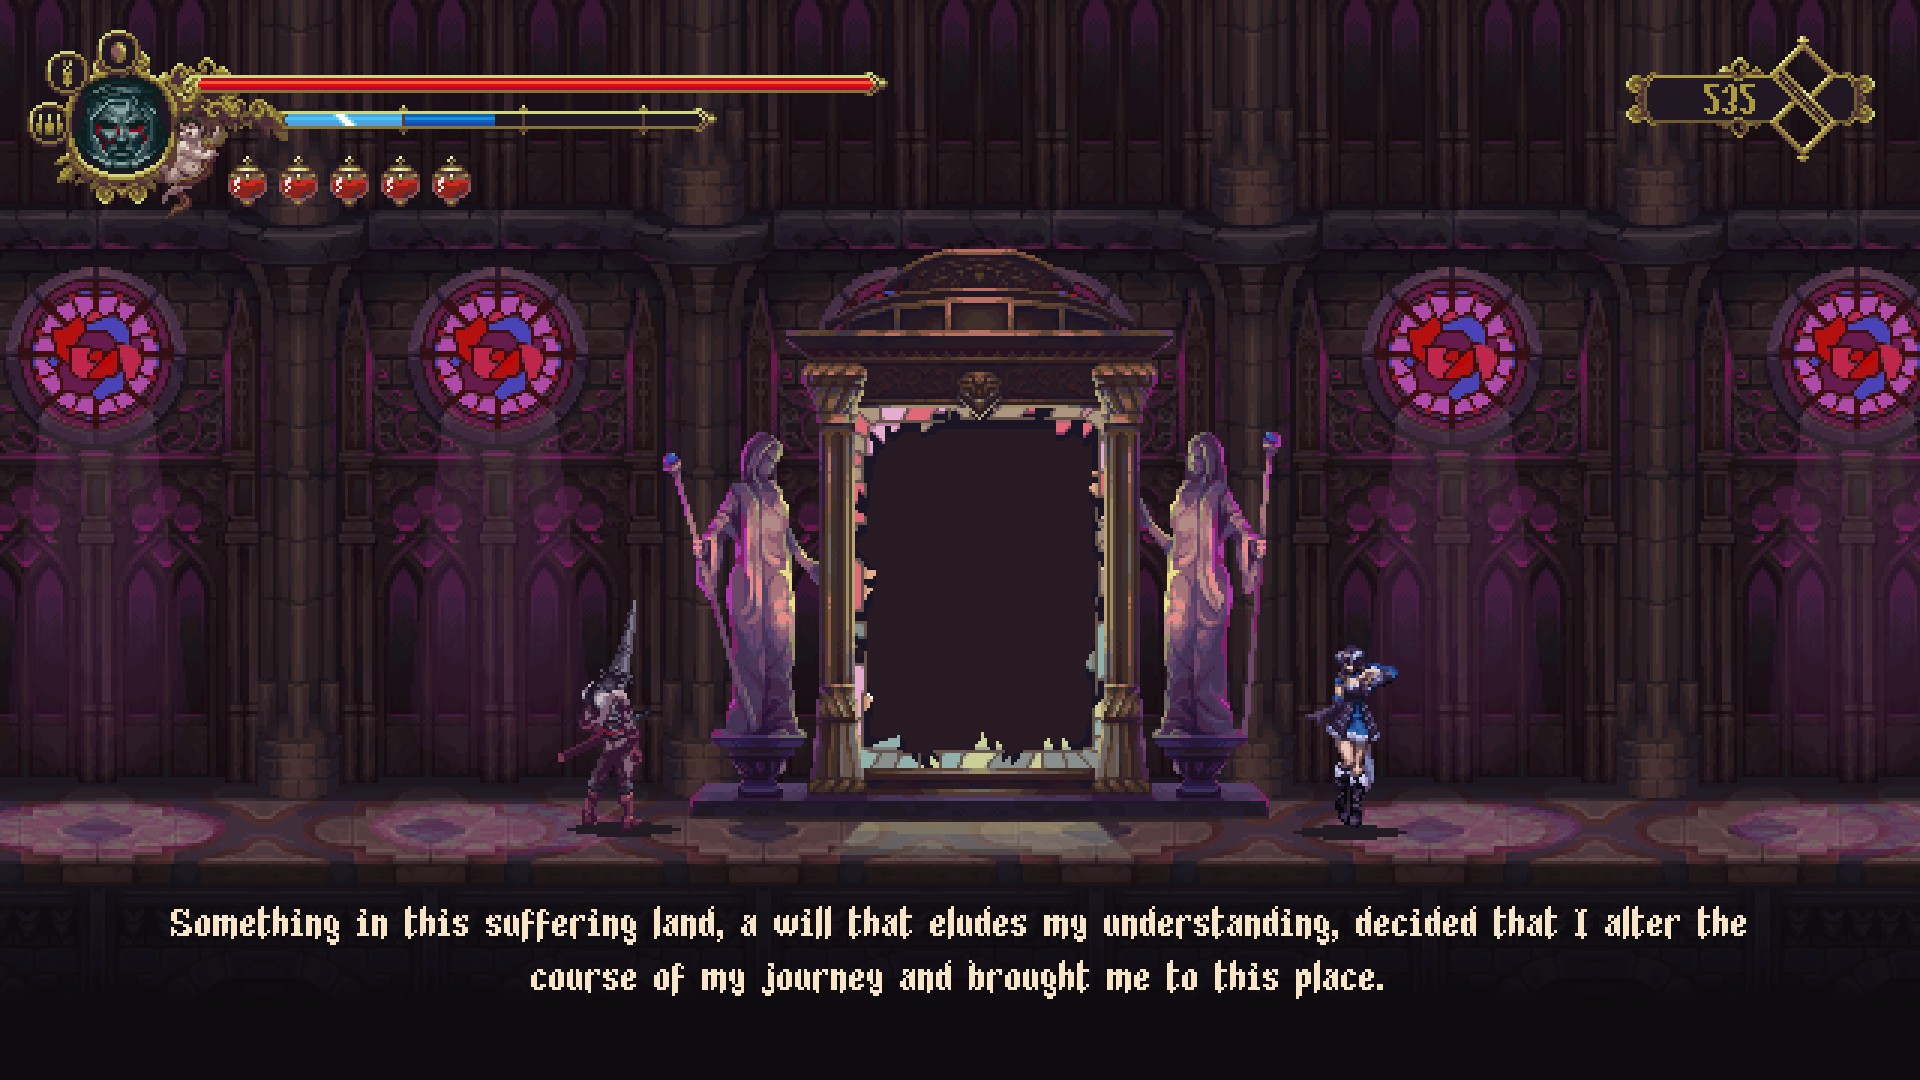 535
Something in this suffering land, a will that eludes my understanding, decided that I alter the
course of my journey and brought me to this place.